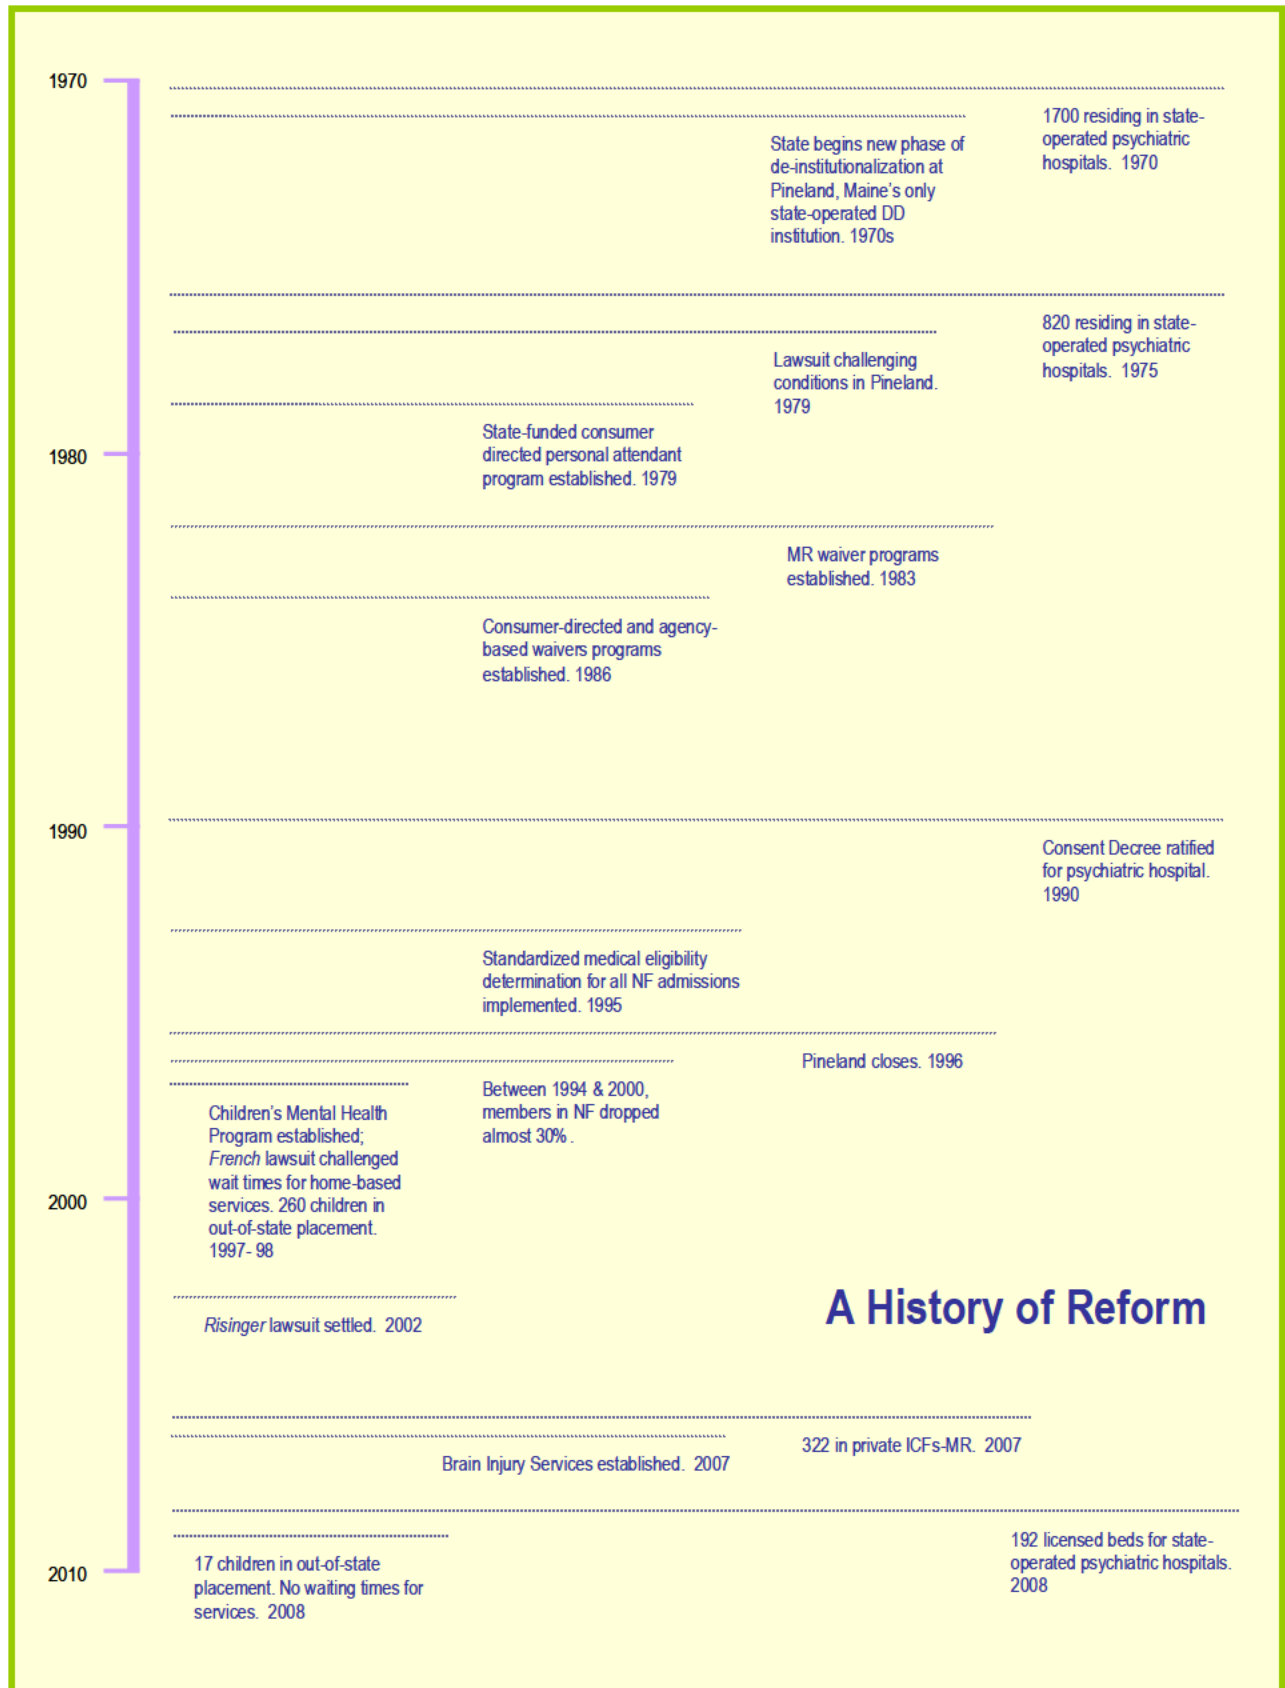 1970
1700 residing in state-
operated psychiatric
hospitals. 1970
State begins new phase of
de-institutionalization at
Pineland, Maine's only
state-operated DD
institution. 1970s
820 residing in state-
operated psychiatric
hospitals. 1975
Lawsuit challenging
conditions in Pineland.
1979
State-funded consumer
directed personal attendant
program established. 1979
1980
MR waiver programs
established. 1983
Consumer-directed and agency-
based waivers programs
established. 1986
1990
Consent Decree ratified
for psychiatric hospital.
1990
Standardized medical eligibility
determination for all NF admissions
implemented. 1995
Pineland closes. 1996
Between 1994 & 2000,
members in NF dropped
almost 30% .
Children's Mental Health
Program established;
French lawsuit challenged
wait times for home-based
services. 260 children in
out-of-state placement.
1997- 98
2000
A History of Reform
Risinger lawsuit settled. 2002
322 in private ICFs-MR. 2007
Brain Injury Services established. 2007
192 licensed beds for state-
operated psychiatric hospitals.
2008
17 children in out-of-state
placement. No waiting times for
services. 2008
2010